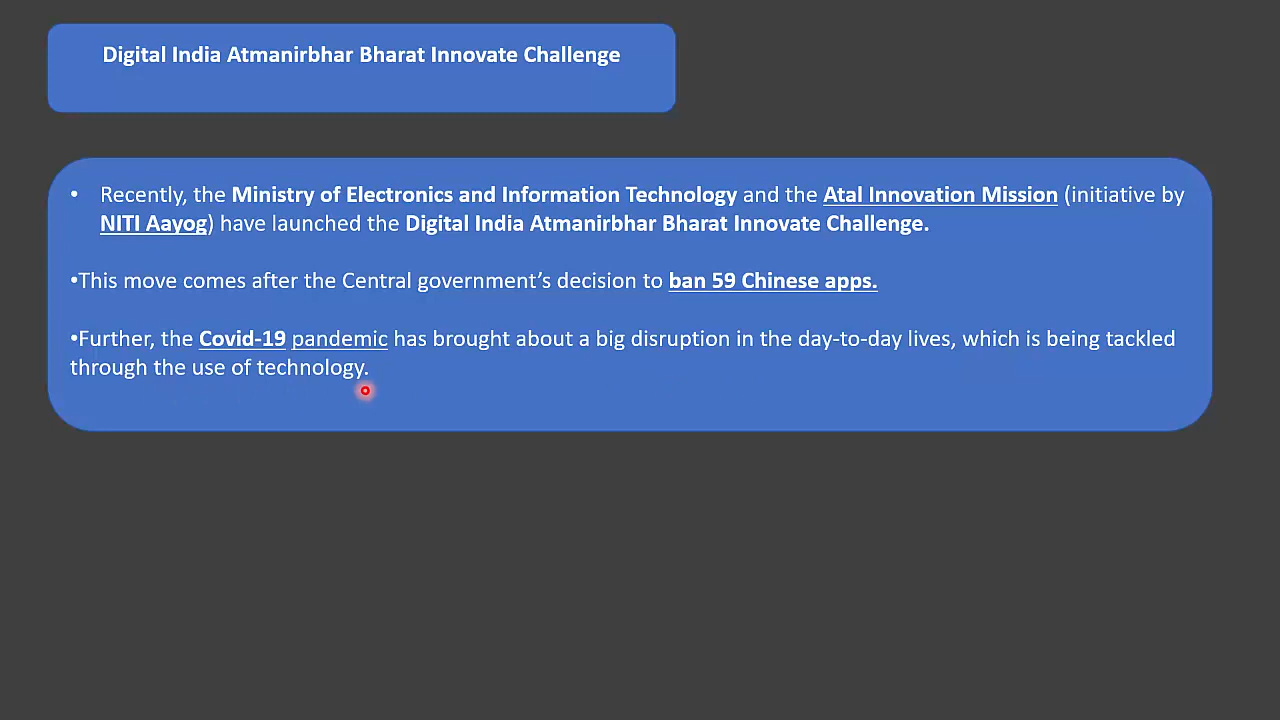 Digital India Atmanirbhar Bharat Innovate Challenge
• Recently, the Ministry of Electronics and Information Technology and the Atal Innovation Mission (initiative by
NITI Aayog) have launched the Digital India Atmanirbhar Bharat Innovate Challenge.
•This move comes after the Central government’s decision to ban 59 Chinese apps.
•Further, the Covid-19 pandemic has brought about a big disruption in the day-to-day lives, which is being tackled
through the use of technology.